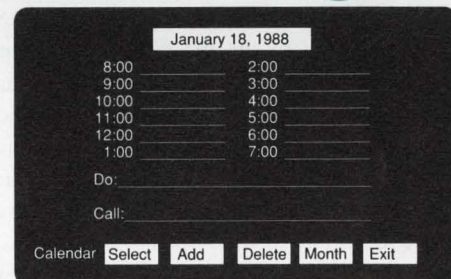 January 18, 1988
8:00 2:00
9:00 3:00
10:00 4:00
11:00 5:00
12:00 6:00
1:00 7:00
Do:
Call:
Calendar Select Add Delete Month Exit